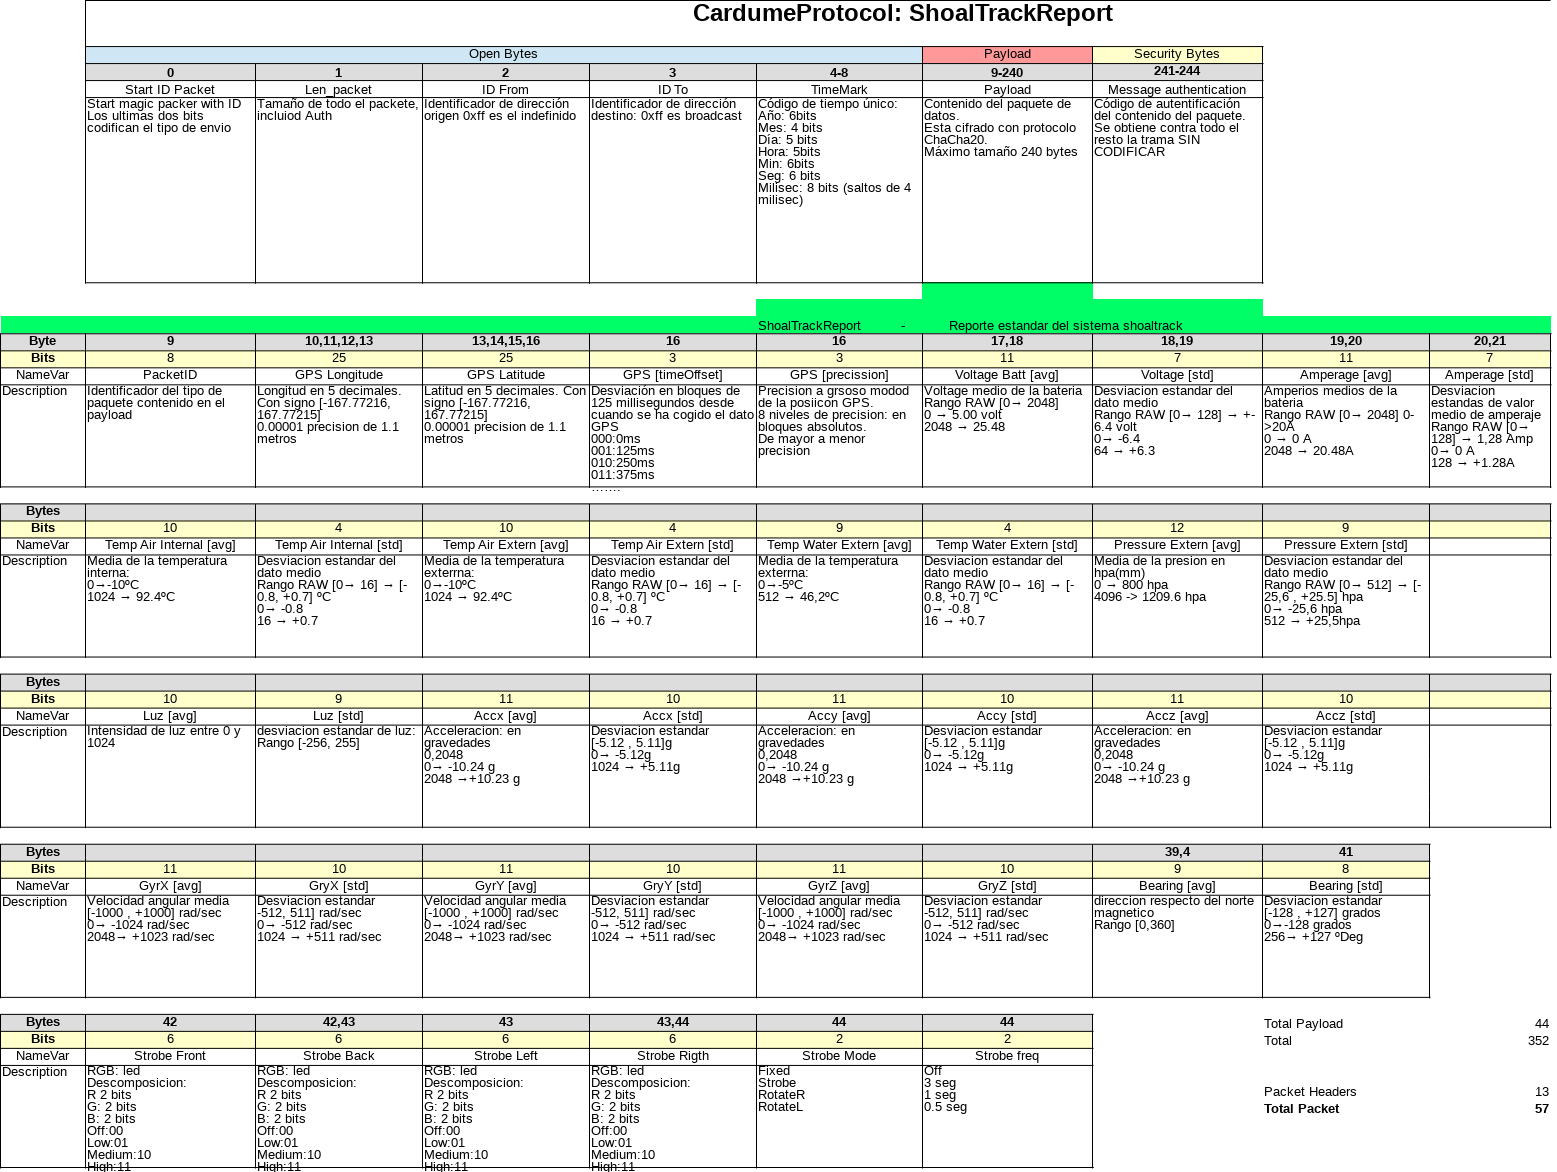 CardumeProtocol: ShoalTrackReport
Open Bytes Payload Security Bytes
0 1 2 3 4-8 9-240 241-244
Start ID Packet Len_packet ID From ID To TimeMark Payload Message authentication
Start magic packer with ID
Los ultimas dos bits
codifican el tipo de envio
Tamaño de todo el packete,
incluiod Auth
Identificador de dirección
origen 0xff es el indefinido
Identificador de dirección
destino: 0xff es broadcast
Código de tiempo único:
Año: 6bits
Mes: 4 bits
Día: 5 bits
Hora: 5bits
Min: 6bits
Seg: 6 bits
Milisec: 8 bits (saltos de 4
milisec)
Contenido del paquete de
datos.
Esta cifrado con protocolo
ChaCha20.
Máximo tamaño 240 bytes
Código de autentificación
del contenido del paquete.
Se obtiene contra todo el
resto la trama SIN
CODIFICAR
ShoalTrackReport - Reporte estandar del sistema shoaltrack
Byte 9 10,11,12,13 13,14,15,16 16 16 17,18 18,19 19,20 20,21
Bits 8 25 25 3 3 11 7 11 7
NameVar PacketID GPS Longitude GPS Latitude GPS [timeOffset] GPS [precission] Voltage Batt [avg] Voltage [std] Amperage [avg] Amperage [std]
Description
Identificador del tipo de
paquete contenido en el
payload
Longitud en 5 decimales.
Con signo [-167.77216,
167.77215]
0.00001 precision de 1.1
metros
Latitud en 5 decimales. Con
signo [-167.77216,
167.77215]
0.00001 precision de 1.1
metros
Desviación en bloques de
125 millisegundos desde
cuando se ha cogido el dato
GPS
000:0ms
001:125ms
010:250ms
011:375ms
.......
Precision a grsoso modod
de la posiicón GPS.
8 niveles de precision: en
bloques absolutos.
De mayor a menor
precision
Voltage medio de la bateria
Rango RAW [0→ 2048]
0 → 5.00 volt
2048 → 25.48
Desviacion estandar del
dato medio
Rango RAW [0→ 128] → +-
6.4 volt
0→ -6.4
64 → +6.3
Amperios medios de la
bateria
Rango RAW [0→ 2048] 0-
>20A
0 → 0 A
2048 → 20.48A
Desviacion
estandas de valor
medio de amperaje
Rango RAW [0→
128] → 1,28 Amp
0→ 0 A
128 → +1.28A
Bytes
Bits 10 4 10 4 9 4 12 9
NameVar Temp Air Internal [avg] Temp Air Internal [std] Temp Air Extern [avg] Temp Air Extern [std] Temp Water Extern [avg] Temp Water Extern [std] Pressure Extern [avg] Pressure Extern [std]
Description
Media de la temperatura
interna:
0→-10ºC
1024 → 92.4ºC
Desviacion estandar del
dato medio
Rango RAW [0→ 16] → [-
0.8, +0.7] ºC
0→ -0.8
16 → +0.7
Media de la temperatura
exterrna:
0→-10ºC
1024 → 92.4ºC
Desviacion estandar del
dato medio
Rango RAW [0→ 16] → [-
0.8, +0.7] ºC
0→ -0.8
16 → +0.7
Media de la temperatura
exterrna:
0→-5ºC
512 → 46,2ºC
Desviacion estandar del
dato medio
Rango RAW [0→ 16] → [-
0.8, +0.7] ºC
0→ -0.8
16 → +0.7
Media de la presion en
hpa(mm)
0 → 800 hpa
4096 -> 1209.6 hpa
Desviacion estandar del
dato medio
Rango RAW [0→ 512] → [-
25,6 , +25.5] hpa
0→ -25,6 hpa
512 → +25,5hpa
Bytes
Bits 10 9 11 10 11 10 11 10
NameVar Luz [avg] Luz [std] Accx [avg] Accx [std] Accy [avg] Accy [std] Accz [avg] Accz [std]
Description
Intensidad de luz entre 0 y
1024
desviacion estandar de luz:
Rango [-256, 255]
Acceleracion: en
gravedades
0,2048
0→ -10.24 g
2048 →+10.23 g
Desviacion estandar
[-5.12 , 5.11]g
0→ -5.12g
1024 → +5.11g
Acceleracion: en
gravedades
0,2048
0→ -10.24 g
2048 →+10.23 g
Desviacion estandar
[-5.12 , 5.11]g
0→ -5.12g
1024 → +5.11g
Acceleracion: en
gravedades
0,2048
0→ -10.24 g
2048 →+10.23 g
Desviacion estandar
[-5.12 , 5.11]g
0→ -5.12g
1024 → +5.11g
Bytes 39,4 41
Bits 11 10 11 10 11 10 9 8
NameVar GyrX [avg] GryX [std] GyrY [avg] GryY [std] GyrZ [avg] GryZ [std] Bearing [avg] Bearing [std]
Description
Velocidad angular media
[-1000 , +1000] rad/sec
0→ -1024 rad/sec
2048→ +1023 rad/sec
Desviacion estandar
-512, 511] rad/sec
0→ -512 rad/sec
1024 → +511 rad/sec
Velocidad angular media
[-1000 , +1000] rad/sec
0→ -1024 rad/sec
2048→ +1023 rad/sec
Desviacion estandar
-512, 511] rad/sec
0→ -512 rad/sec
1024 → +511 rad/sec
Velocidad angular media
[-1000 , +1000] rad/sec
0→ -1024 rad/sec
2048→ +1023 rad/sec
Desviacion estandar
-512, 511] rad/sec
0→ -512 rad/sec
1024 → +511 rad/sec
direccion respecto del norte
magnetico
Rango [0,360]
Desviacion estandar
[-128 , +127] grados
0→-128 grados
256→ +127 ºDeg
Bytes 42 42,43 43 43,44 44 44
Bits 6 6 6 6 2 2
NameVar Strobe Front Strobe Back Strobe Left Strobe Rigth Strobe Mode Strobe freq
Description
RGB: led
Descomposicion:
R 2 bits
G: 2 bits
B: 2 bits
Off:00
Low:01
Medium:10
High:11
RGB: led
Descomposicion:
R 2 bits
G: 2 bits
B: 2 bits
Off:00
Low:01
Medium:10
High:11
RGB: led
Descomposicion:
R 2 bits
G: 2 bits
B: 2 bits
Off:00
Low:01
Medium:10
High:11
RGB: led
Descomposicion:
R 2 bits
G: 2 bits
B: 2 bits
Off:00
Low:01
Medium:10
High:11
Fixed
Strobe
RotateR
RotateL
Off
3 seg
1 seg
0.5 seg
Total Payload 44
Total 352
Packet Headers 13
Total Packet 57